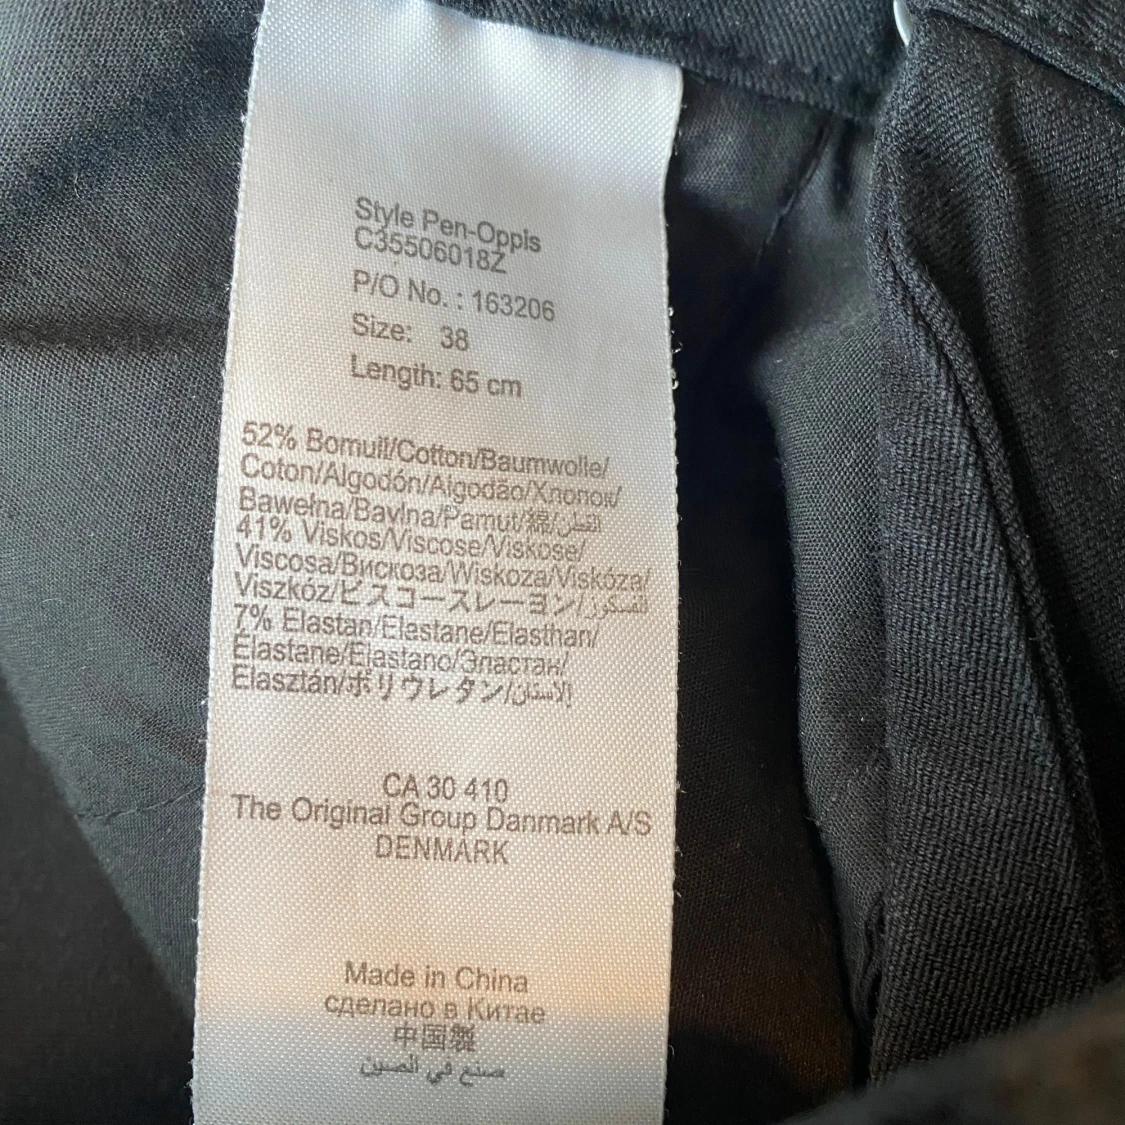 Style Pen-Oppis
C35506018Z
P/O No. : 163206
Size: 38
Length: 65 cm
52% Bomull/Cotton/Baumwolle/
Coton/Algodón/Algodão/Хлопок/
Bawełna/Bavlna/Pamut/綿/القطن
41% Viskos/Viscose/Viskose/
Viscosa/Вискоза/Wiskoza/Viskóza/
Viszkóz/ビスコースレーヨン/الفسكوز
7% Elastan/Elastane/Elasthan/
Élastane/Elastano/Эластан/
Elasztán/ポリウレタン/الإلاستان
CA 30 410
The Original Group Danmark A/S
DENMARK
Made in China
сделано в Китае
中国製
صنع في الصين